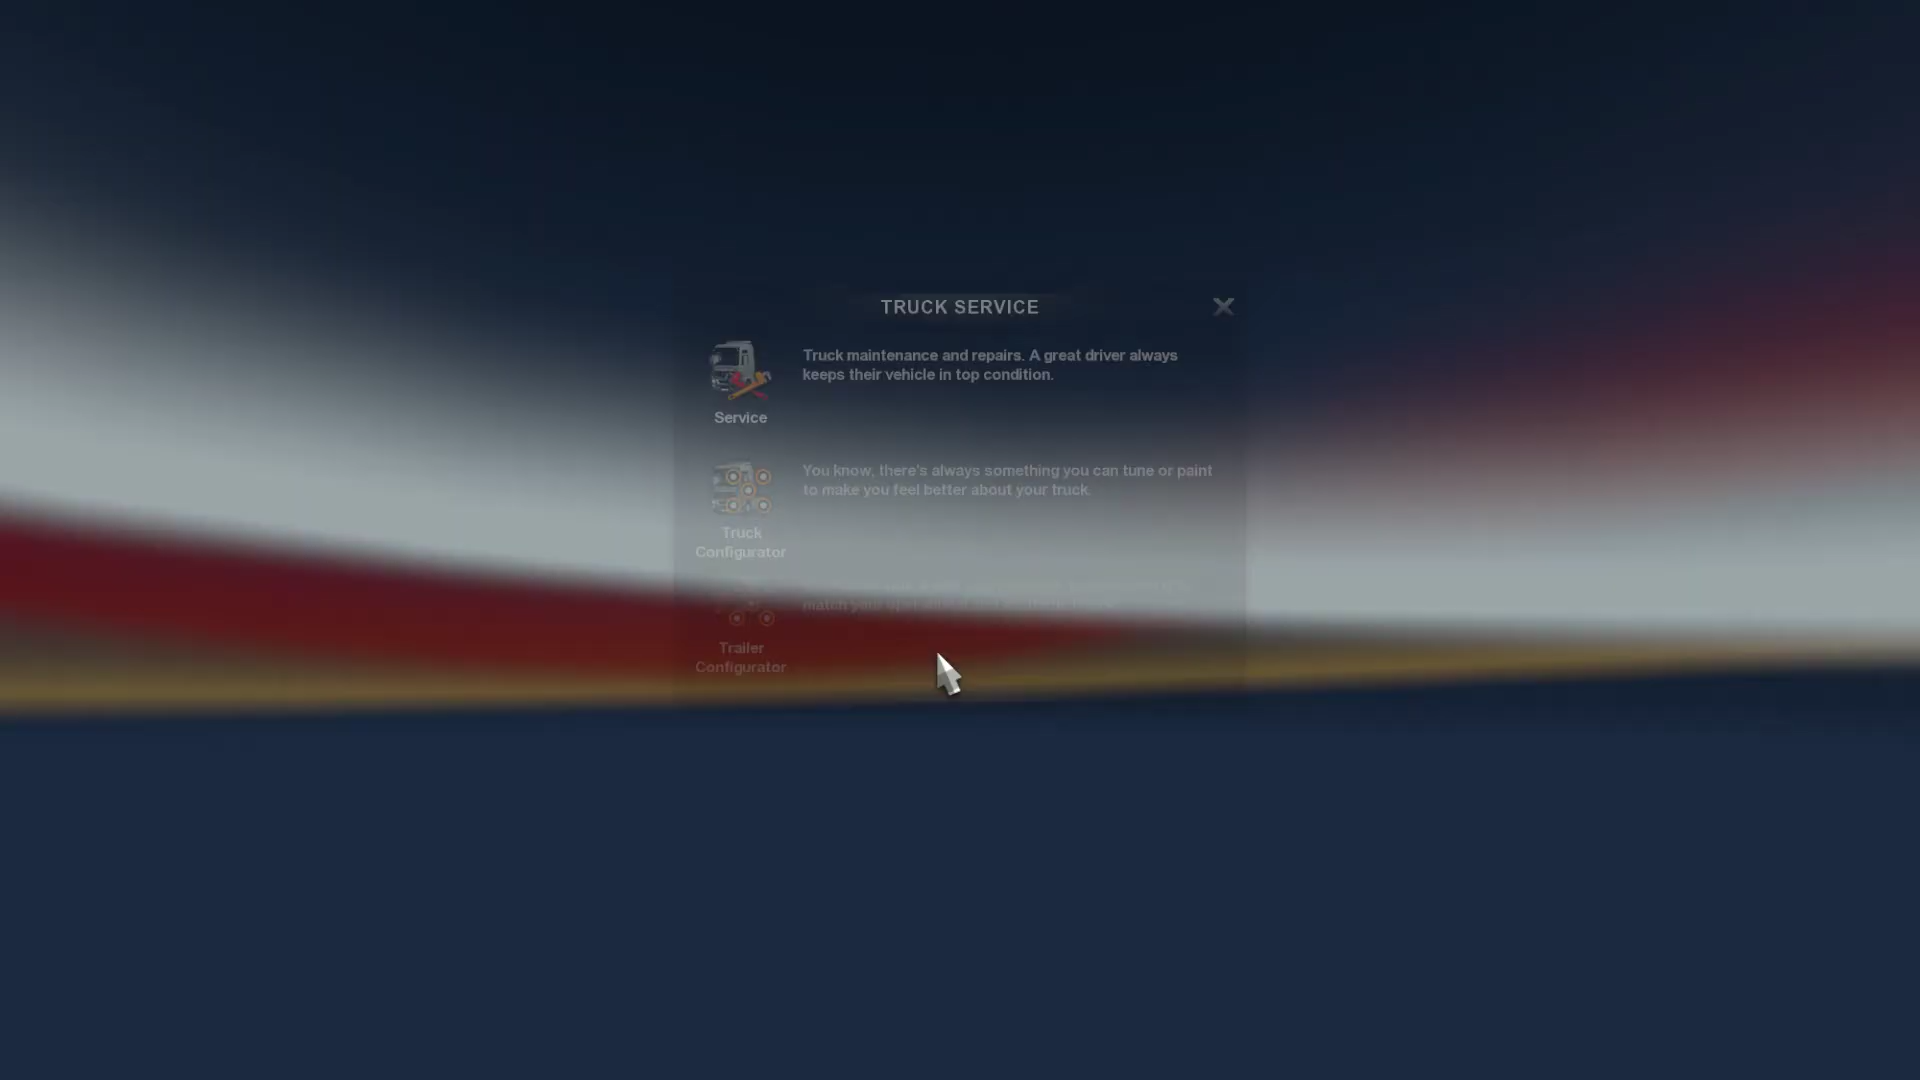 TRUCK SERVICE
Truck maintenance and repairs. A great driver always
keeps their vehicle in top condition.
Service
You know, there's always something you can tune or paint
to make you feel better about your truck.
Truck
Configurator
match your
Trailer
Configurator